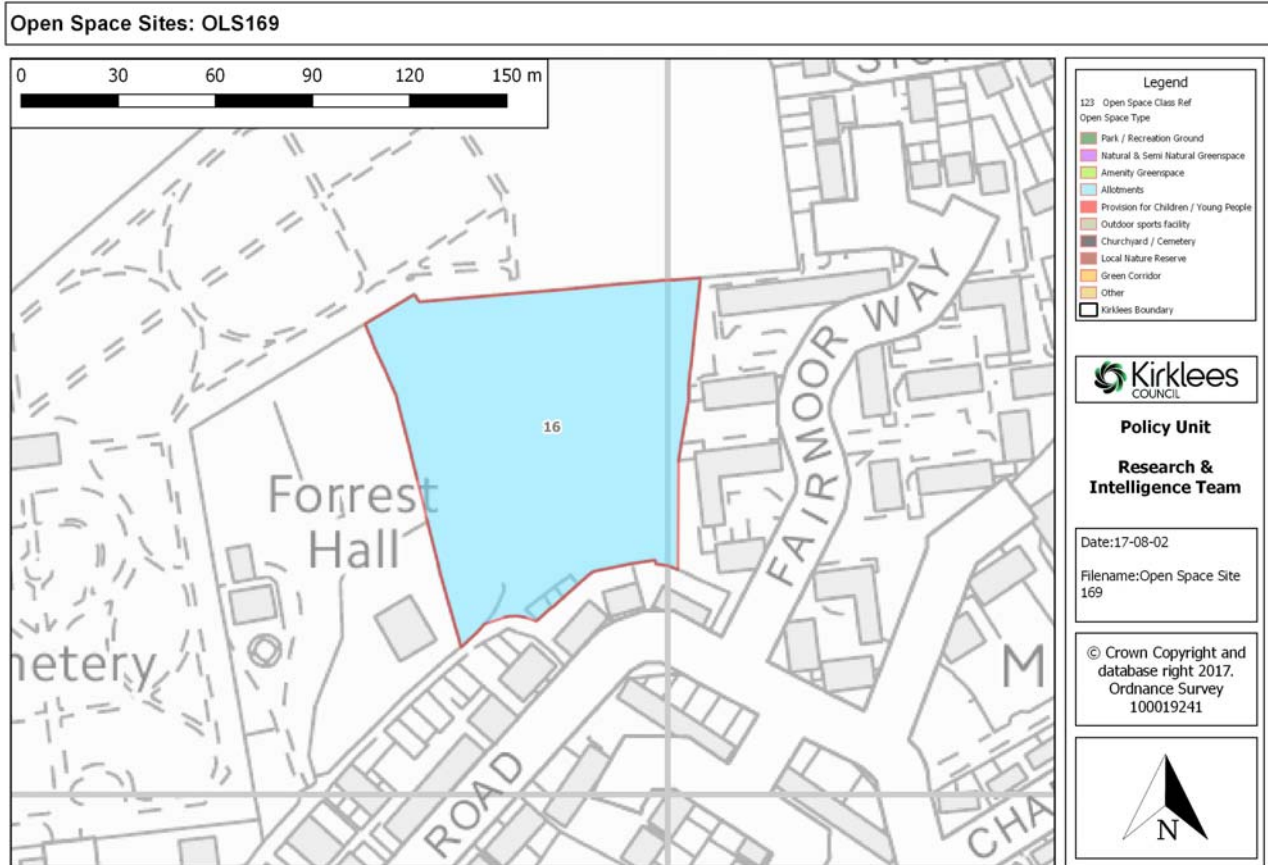 Open Space Sites: OLS169
0 30 60 90 120 150 m
FAIRMOOR WAY
16
Forrest
Hall
metery
ROAD
M
CHA
Legend
123 Open Space Class Ref
Open Space Type
Park / Recreation Ground
Natural & Semi Natural Greenspace
Amenity Greenspace
Allotments
Provision for Children / Young People
Outdoor sports facility
Churchyard / Cemetery
Local Nature Reserve
Green Corridor
Other
Kirklees Boundary
Kirklees
COUNCIL
Policy Unit
Research &
Intelligence Team
Date:17-08-02
Filename:Open Space Site
169
© Crown Copyright and
database right 2017.
Ordnance Survey
100019241
N